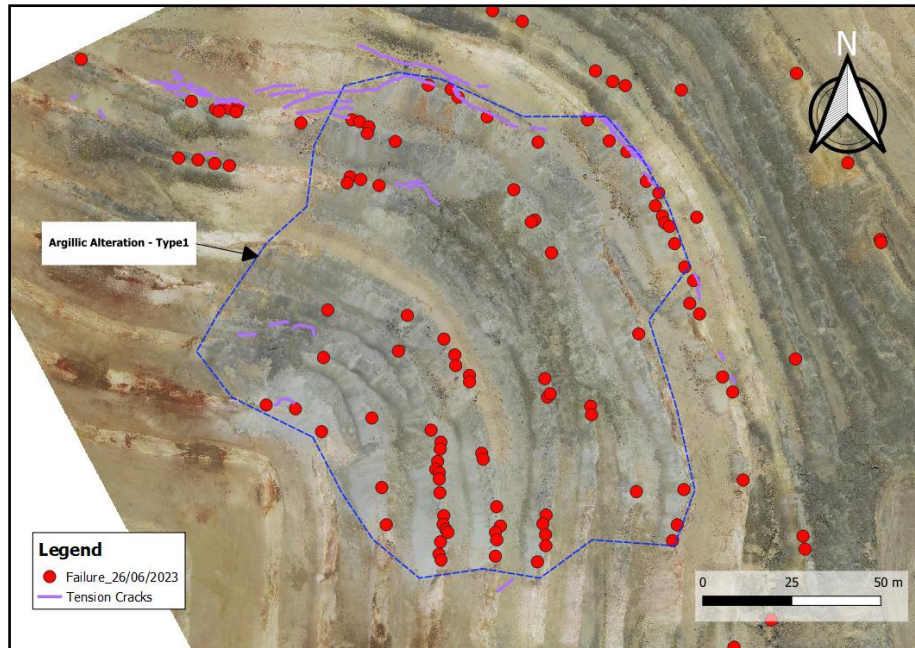 N
Argillic Alteration - Type1
Legend
Failure_26/06/2023
Tension Cracks
0 25 50 m